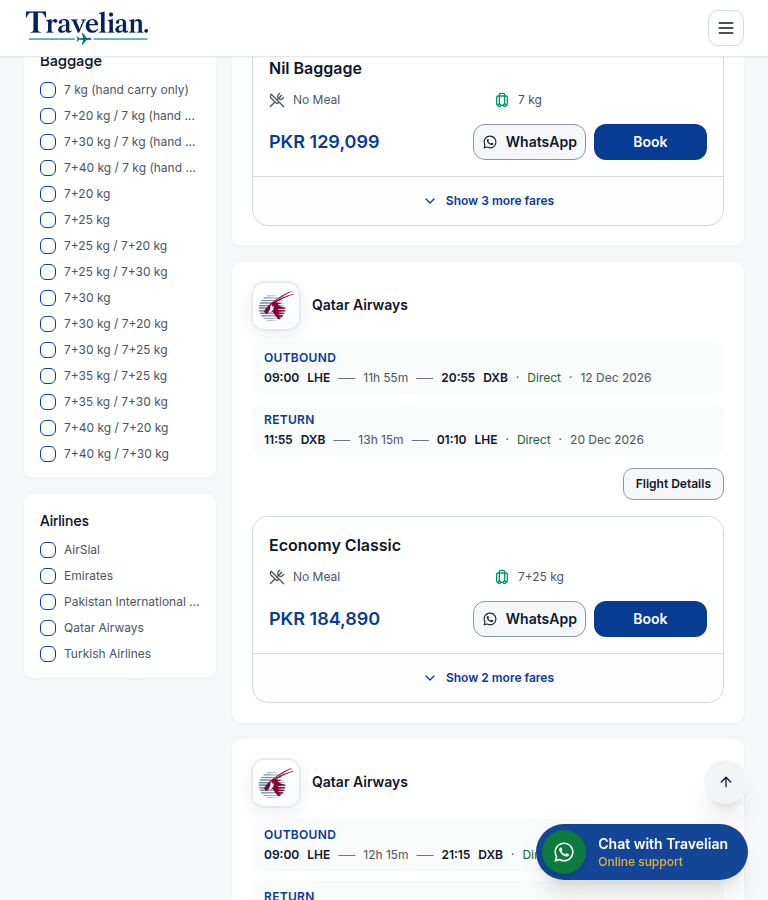 Travelian.
Baggage
7 kg (hand carry only)
7+20 kg / 7 kg (hand ...
7+30 kg / 7 kg (hand ...
7+40 kg / 7 kg (hand ...
7+20 kg
7+25 kg
7+25 kg / 7+20 kg
7+25 kg / 7+30 kg
7+30 kg
7+30 kg / 7+20 kg
7+30 kg / 7+25 kg
7+35 kg / 7+25 kg
7+35 kg / 7+30 kg
7+40 kg / 7+20 kg
7+40 kg / 7+30 kg
Airlines
AirSial
Emirates
Pakistan International ...
Qatar Airways
Turkish Airlines
Nil Baggage
No Meal 7 kg
PKR 129,099 WhatsApp Book
Show 3 more fares
Qatar Airways
OUTBOUND
09:00 LHE — 11h 55m — 20:55 DXB · Direct · 12 Dec 2026
RETURN
11:55 DXB — 13h 15m — 01:10 LHE · Direct · 20 Dec 2026
Flight Details
Economy Classic
No Meal 7+25 kg
PKR 184,890 WhatsApp Book
Show 2 more fares
Qatar Airways
OUTBOUND
09:00 LHE — 12h 15m — 21:15 DXB ·
RETURN
Chat with Travelian
Online support